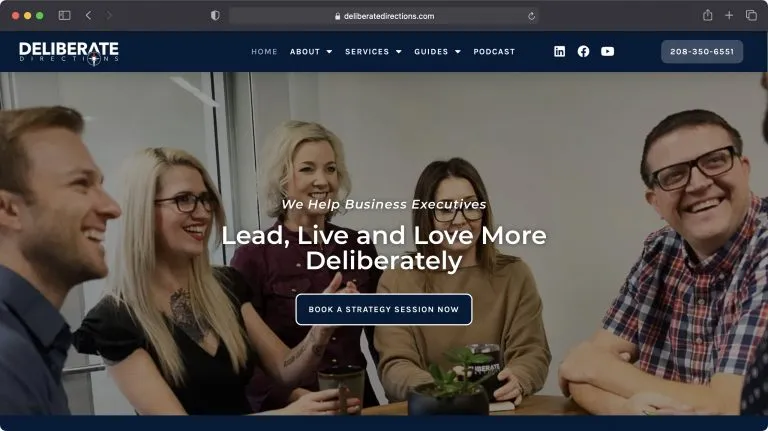 deliberatedirections.com
DELIBERATE
DIRECTIONS
HOME ABOUT SERVICES GUIDES PODCAST
208-350-6551
We Help Business Executives
Lead, Live and Love More
Deliberately
BOOK A STRATEGY SESSION NOW